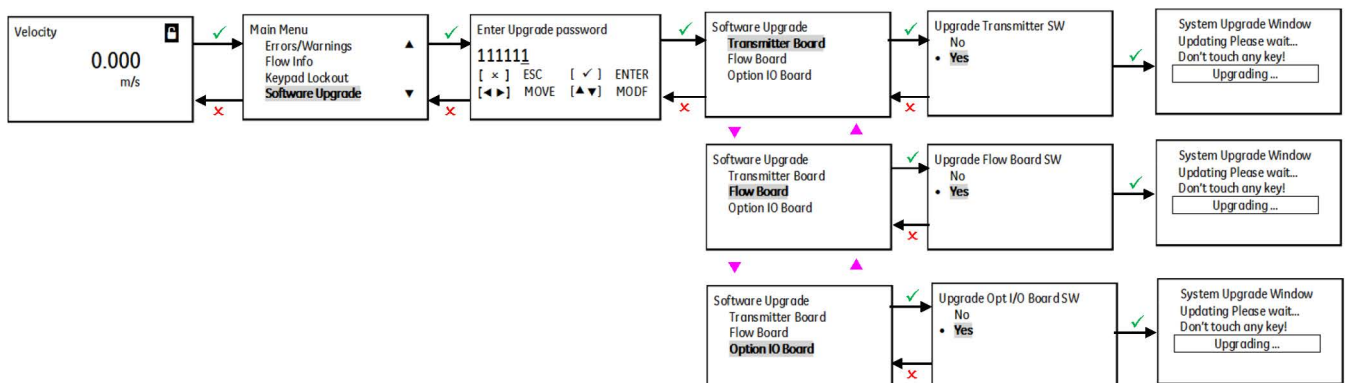 Velocity
0.000
m/s
Main Menu
Errors/Warnings
Flow Info
Keypad Lockout
Software Upgrade
Enter Upgrade password
111111
[ × ] ESC [ ✓ ] ENTER
[◄ ►] MOVE [▲ ▼] MODF
Software Upgrade
Transmitter Board
Flow Board
Option IO Board
Upgrade Transmitter SW
No
• Yes
System Upgrade Window
Updating Please wait...
Don't touch any key!
Upgrading ...
Software Upgrade
Transmitter Board
Flow Board
Option IO Board
Upgrade Flow Board SW
No
• Yes
System Upgrade Window
Updating Please wait...
Don't touch any key!
Upgrading ...
Software Upgrade
Transmitter Board
Flow Board
Option IO Board
Upgrade Opt I/O Board SW
No
• Yes
System Upgrade Window
Updating Please wait...
Don't touch any key!
Upgrading ...